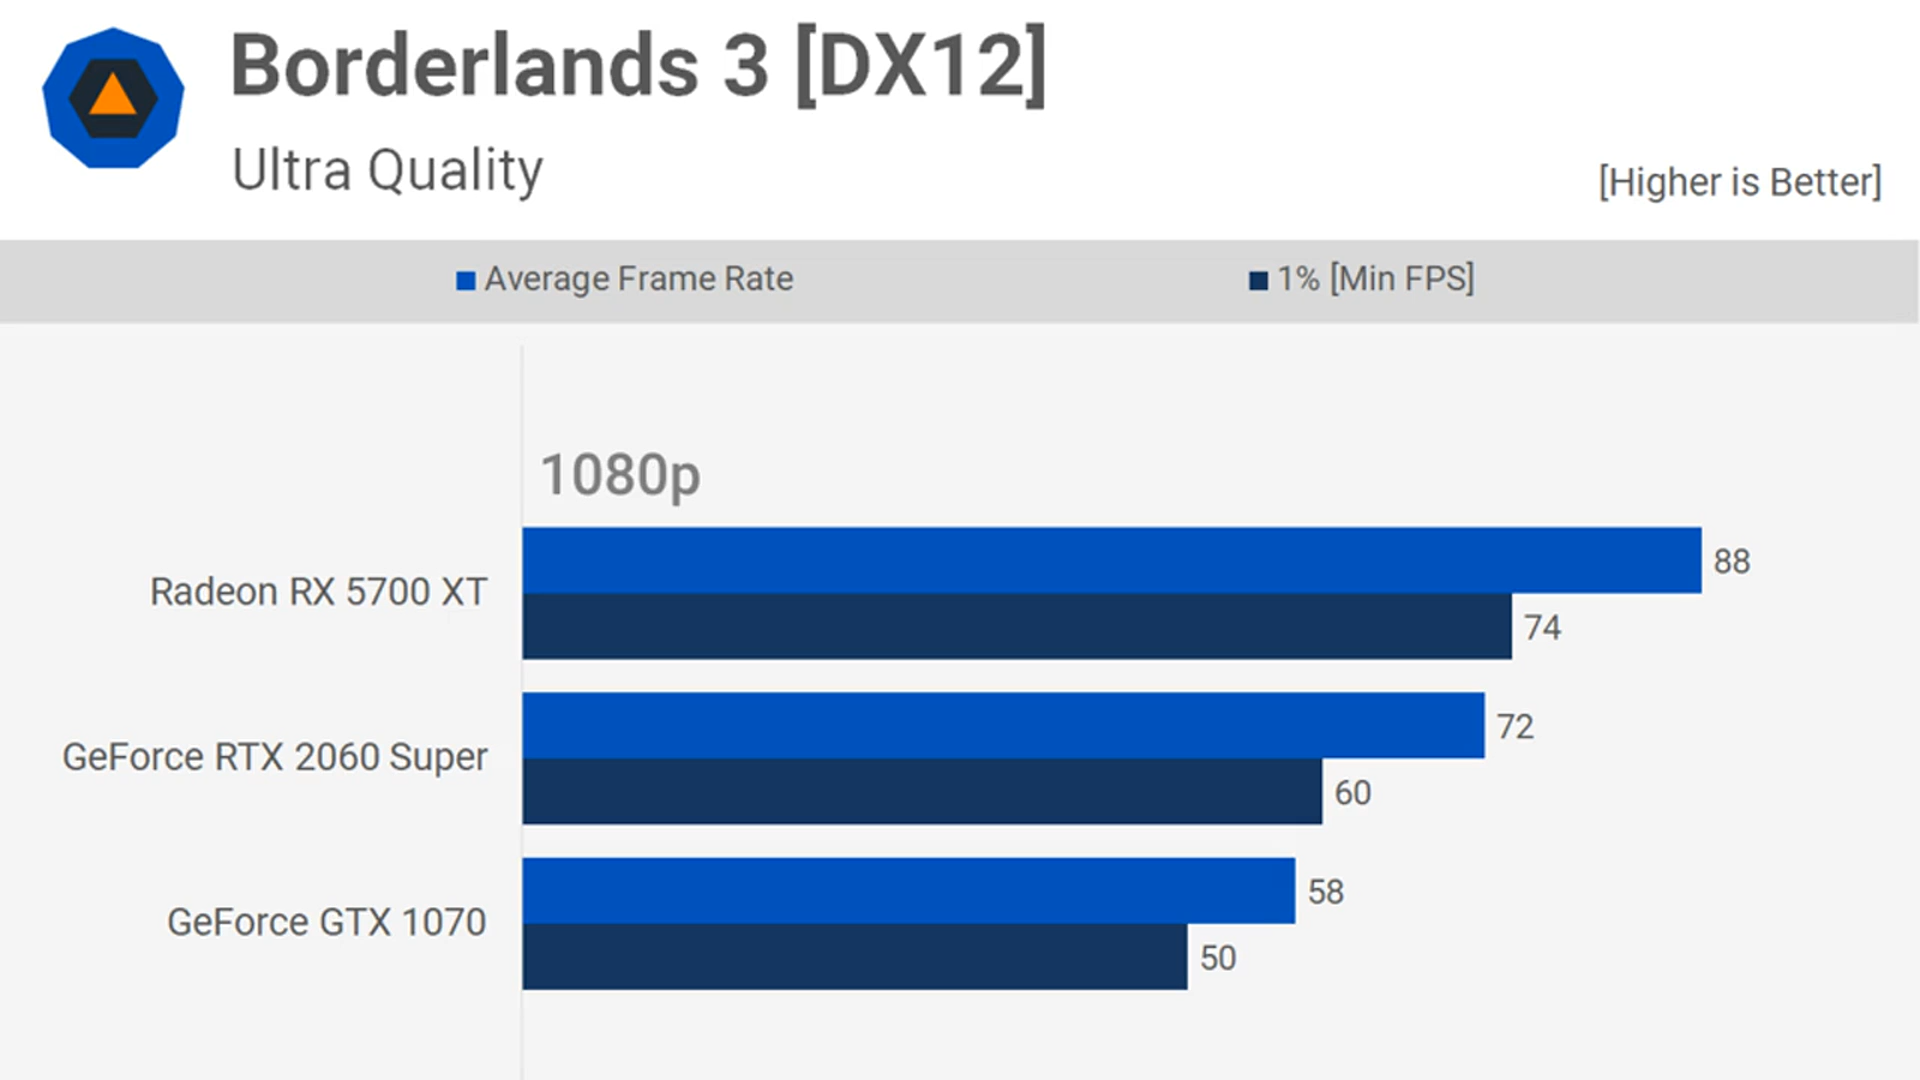 Borderlands 3 [DX12]
Ultra Quality
[Higher is Better]
Average Frame Rate
1% [Min FPS]
1080p
Radeon RX 5700 XT
88
74
GeForce RTX 2060 Super
72
60
GeForce GTX 1070
58
50